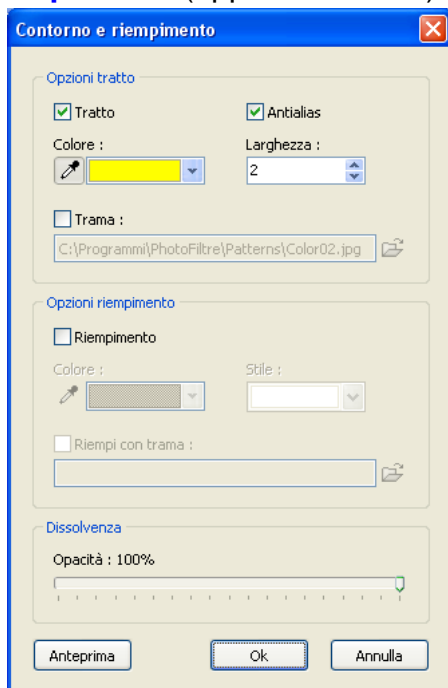 Contorno e riempimento
Opzioni tratto
Tratto
Antialias
Colore :
Larghezza :
2
Trama :
C:\Programmi\PhotoFiltre\Patterns\Color02.jpg
Opzioni riempimento
Riempimento
Colore :
Stile :
Riempi con trama :
Dissolvenza
Opacità : 100%
Anteprima
Ok
Annulla